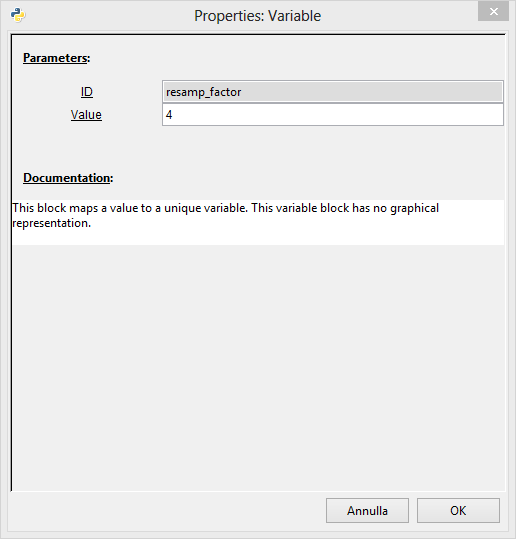 Properties: Variable
Parameters:
ID
resamp_factor
Value
4
Documentation:
This block maps a value to a unique variable. This variable block has no graphical
representation.
Annulla
OK